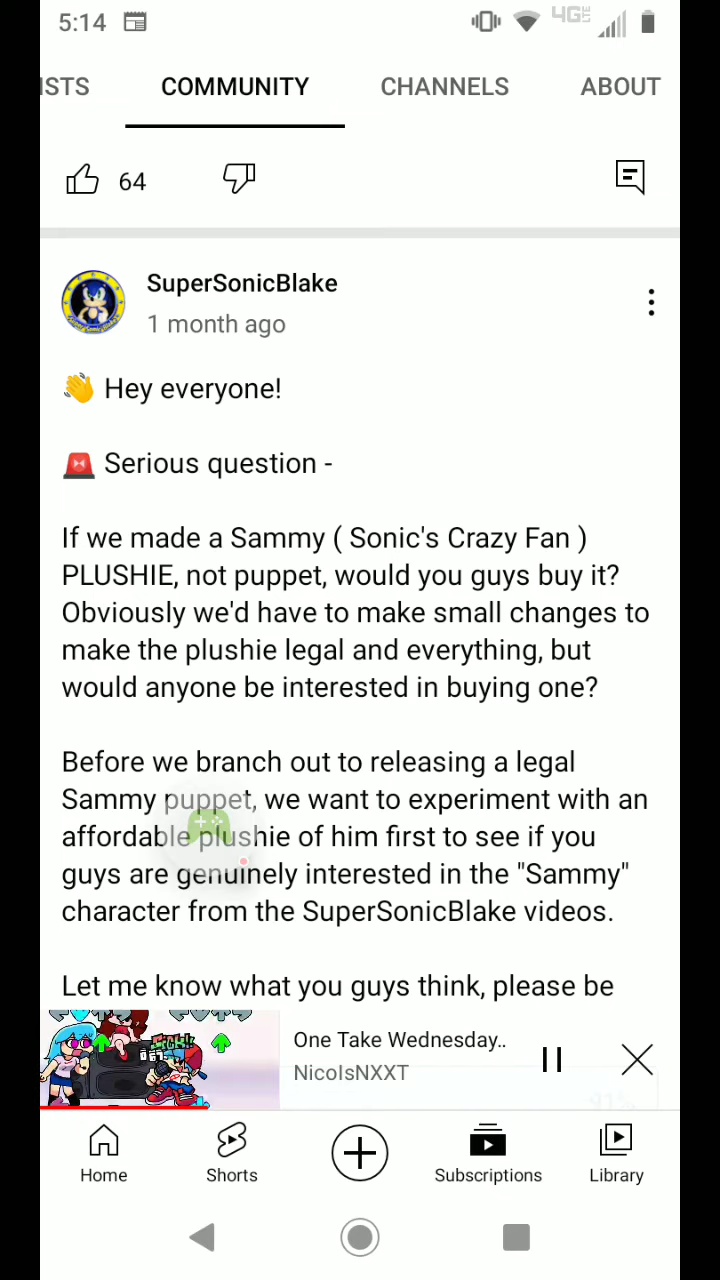 5:14
4GE
ISTS COMMUNITY CHANNELS ABOUT
64
SuperSonicBlake
1 month ago
👋 Hey everyone!
🚨 Serious question -
If we made a Sammy ( Sonic's Crazy Fan )
PLUSHIE, not puppet, would you guys buy it?
Obviously we'd have to make small changes to
make the plushie legal and everything, but
would anyone be interested in buying one?
Before we branch out to releasing a legal
Sammy puppet, we want to experiment with an
affordable plushie of him first to see if you
guys are genuinely interested in the "Sammy"
character from the SuperSonicBlake videos.
Let me know what you guys think, please be
One Take Wednesday..
NicoIsNXXT
91%
Home Shorts Subscriptions Library